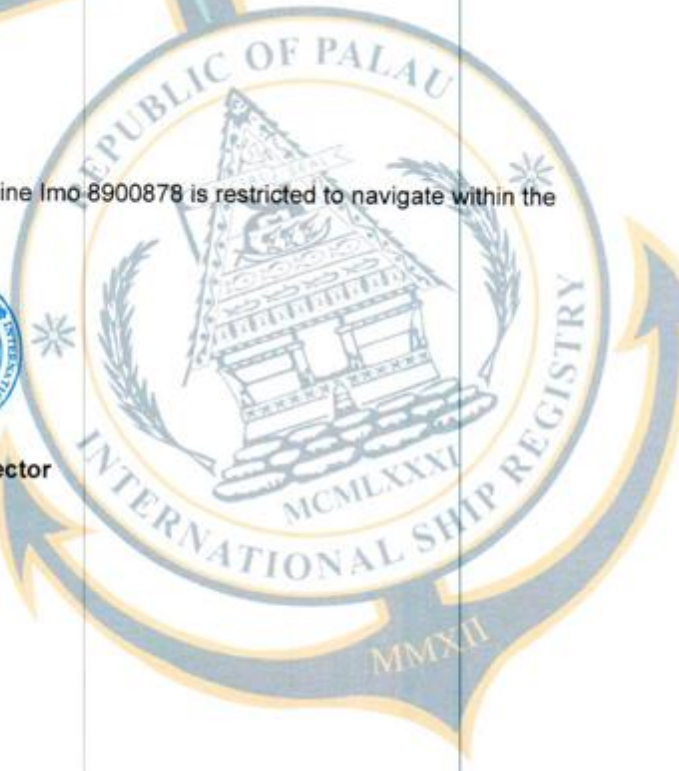 REPUBLIC OF PALAU
ine Imo 8900878 is restricted to navigate within the
ector
MCMLXXXI
INTERNATIONAL SHIP REGISTRY
MMXII